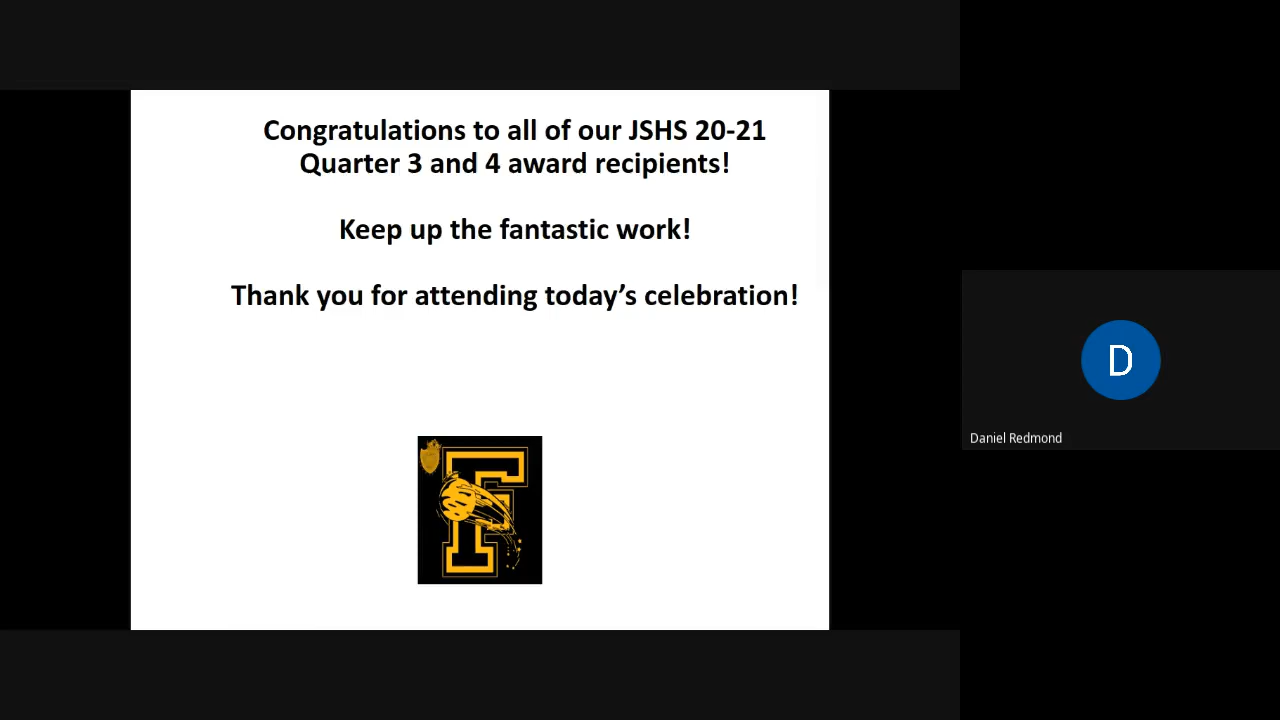 Congratulations to all of our JSHS 20-21
Quarter 3 and 4 award recipients!
Keep up the fantastic work!
Thank you for attending today’s celebration!
F
D
Daniel Redmond